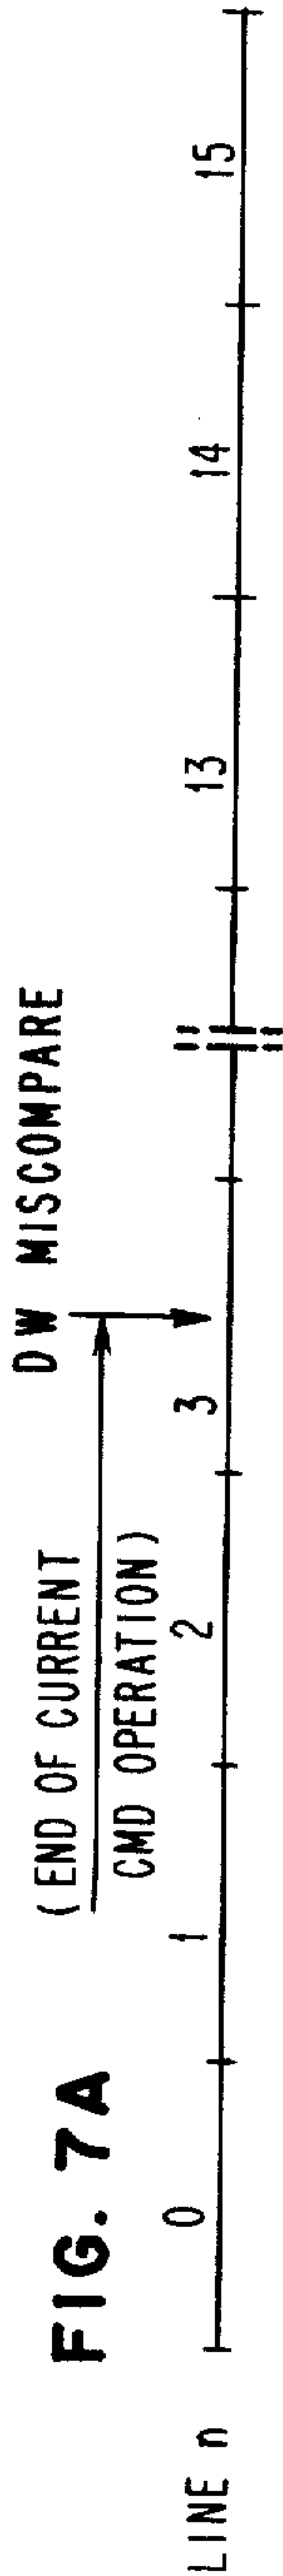 DW MISCOMPARE
(END OF CURRENT
CMD OPERATION)
FIG. 7A
LINE n
0 1 2 3 13 14 15